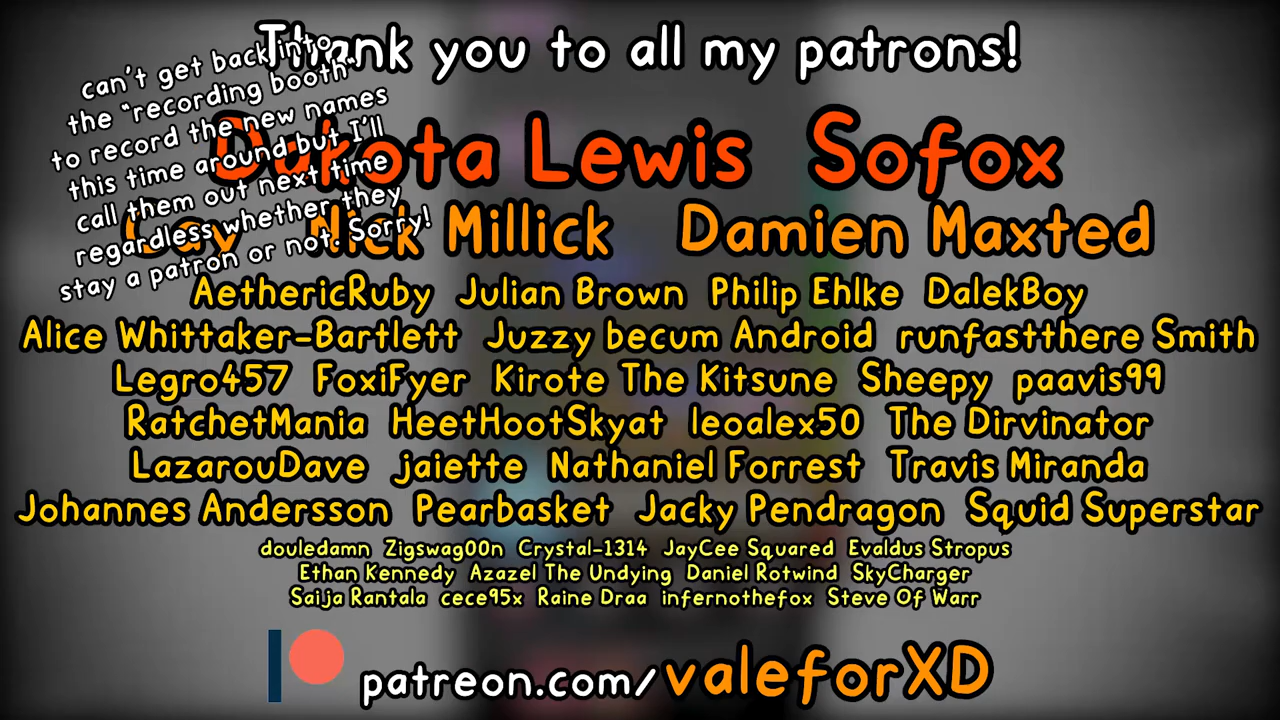 Thank you to all my patrons!
can't get back into
the "recording booth"
to record the new names
this time around but I'll
call them out next time
regardless whether they
stay a patron or not. Sorry!
Dakota Lewis Sofox
Nick Millick Damien Maxted
AethericRuby Julian Brown Philip Ehlke DalekBoy
Alice Whittaker-Bartlett Juzzy becum Android runfastthere Smith
Legro457 FoxiFyer Kirote The Kitsune Sheepy paavis99
RatchetMania HeetHootSkyat leoalex50 The Dirvinator
LazarouDave jaiette Nathaniel Forrest Travis Miranda
Johannes Andersson Pearbasket Jacky Pendragon Squid Superstar
douledamn Zigswag00n Crystal-1314 JayCee Squared Evaldus Stropus
Ethan Kennedy Azazel The Undying Daniel Rotwind SkyCharger
Saija Rantala cece95x Raine Draa infernothefox Steve Of Warr
patreon.com/valeforXD